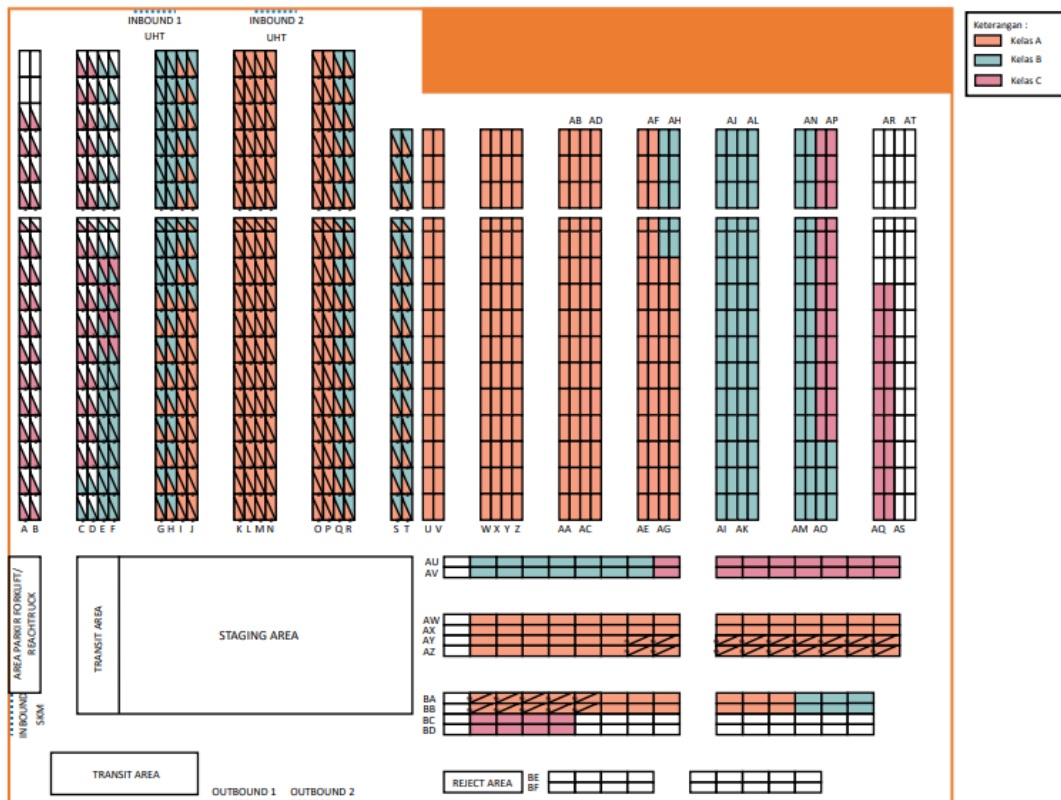 INBOUND 1
INBOUND 2
UHT
UHT
Keterangan :
Kelas A
Kelas B
Kelas C
AB AD
AF AH
AJ AL
AN AP
AR AT
A B
C D E F
G H I J
K L M N
O P Q R
S T
U V
W X Y Z
AA AC
AE AG
AI AK
AM AO
AQ AS
AREA PARKIR FORKLIFT/
REACHTRUCK
TRANSIT AREA
STAGING AREA
AU
AV
AW
AX
AY
AZ
INBOUND
SKM
BA
BB
BC
BD
TRANSIT AREA
OUTBOUND 1 OUTBOUND 2
REJECT AREA
BE
BF